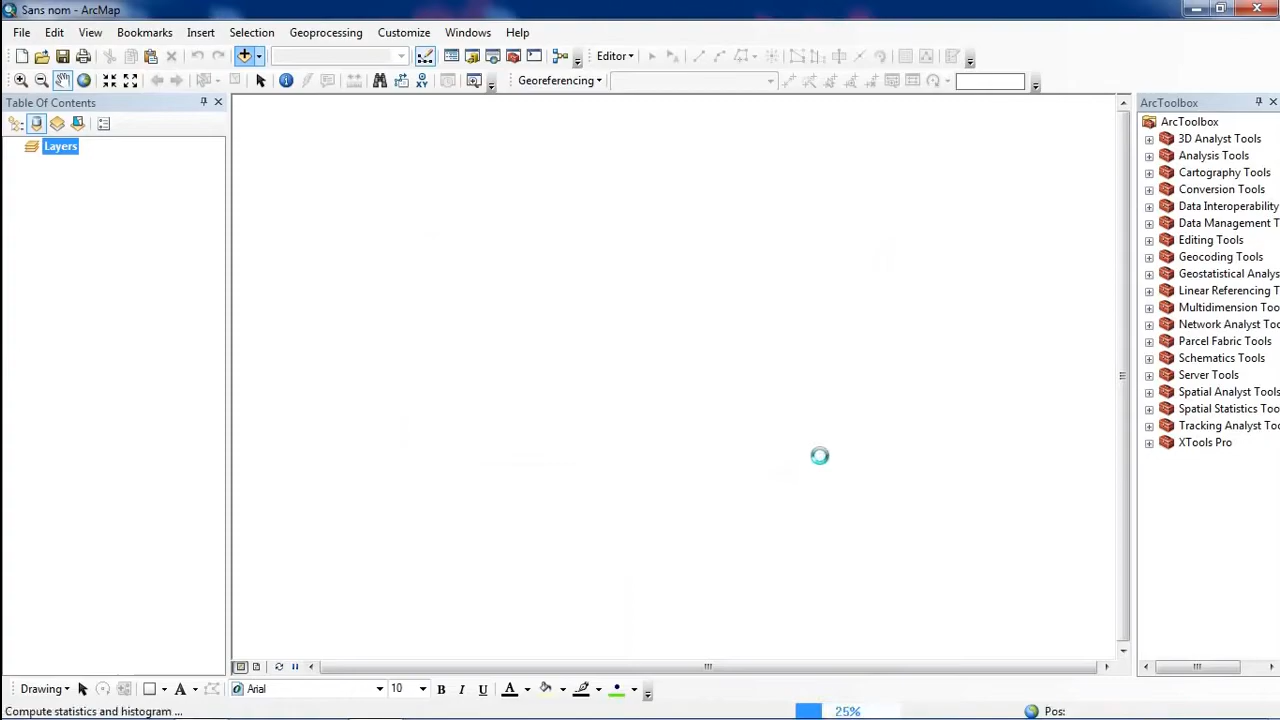 Sans nom - ArcMap
File Edit View Bookmarks Insert Selection Geoprocessing Customize Windows Help
Editor
Georeferencing
Table Of Contents
Layers
ArcToolbox
ArcToolbox
3D Analyst Tools
Analysis Tools
Cartography Tools
Conversion Tools
Data Interoperability
Data Management T
Editing Tools
Geocoding Tools
Geostatistical Analys
Linear Referencing T
Multidimension Too
Network Analyst Too
Parcel Fabric Tools
Schematics Tools
Server Tools
Spatial Analyst Tools
Spatial Statistics Too
Tracking Analyst Too
XTools Pro
Drawing A Arial 10 B I U A
Compute statistics and histogram ... 25% Pos: